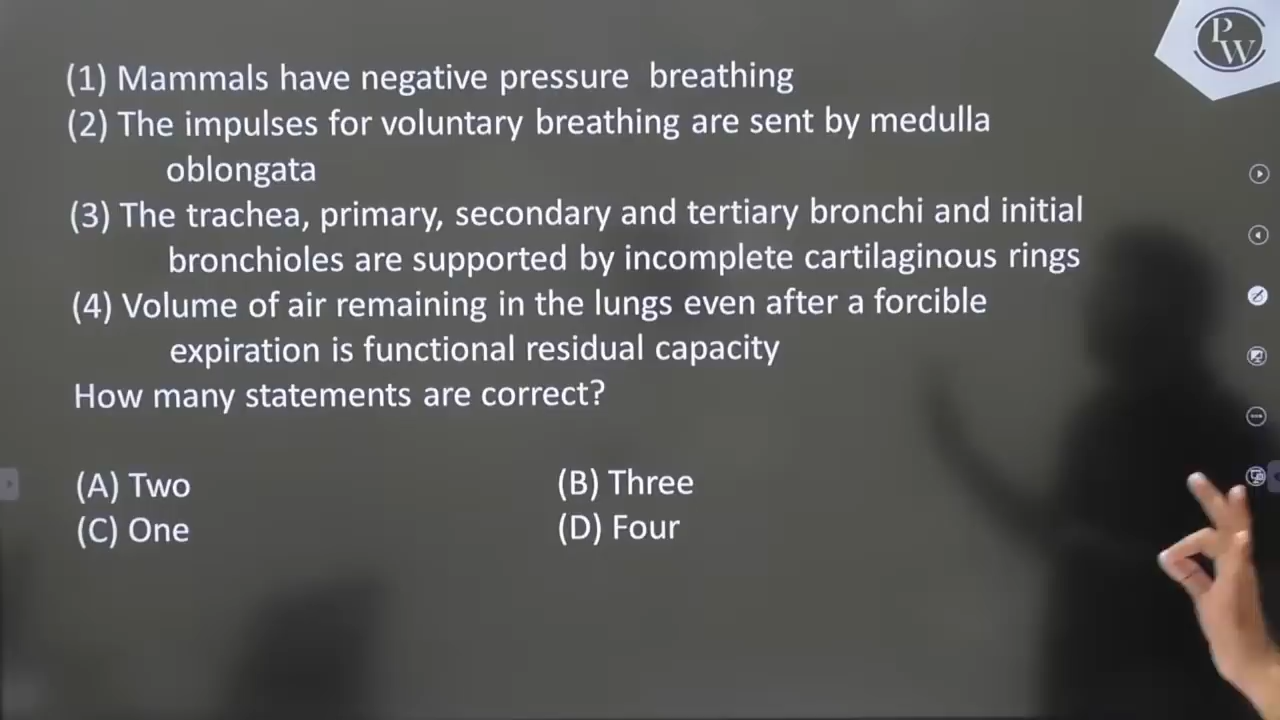 PW
(1) Mammals have negative pressure breathing
(2) The impulses for voluntary breathing are sent by medulla
oblongata
(3) The trachea, primary, secondary and tertiary bronchi and initial
bronchioles are supported by incomplete cartilaginous rings
(4) Volume of air remaining in the lungs even after a forcible
expiration is functional residual capacity
How many statements are correct?
(A) Two (B) Three
(C) One (D) Four